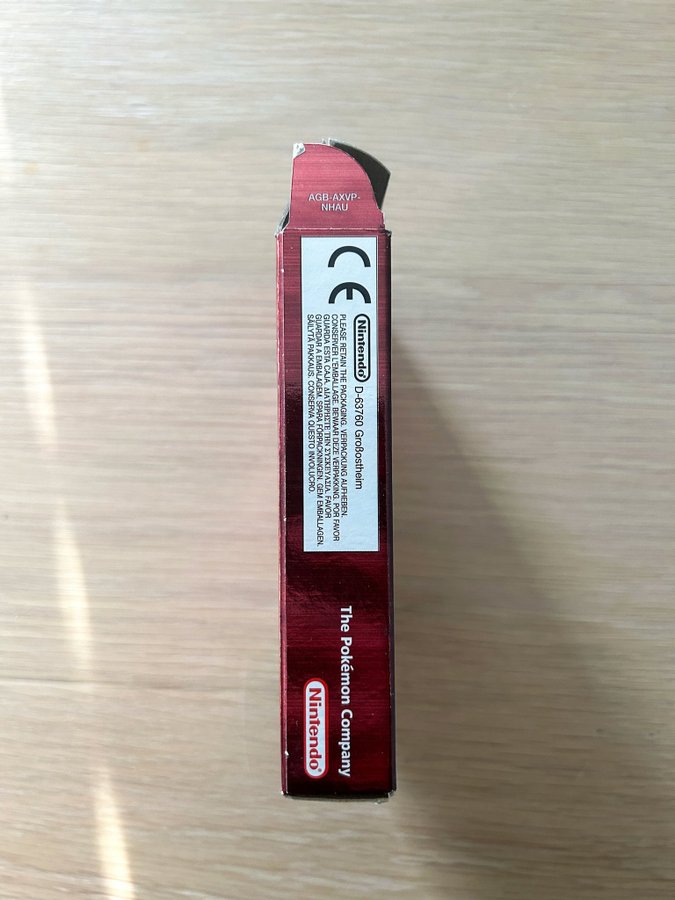 AGB-AXVP-
NHAU
CE
Nintendo® D-63760 Großostheim
PLEASE RETAIN THE PACKAGING. VERPACKUNG AUFHEBEN.
CONSERVER L'EMBALLAGE. BEWAAR DEZE VERPAKKING. POR FAVOR
GUARDA ESTA CAJA. ΔΙΑΤΗΡΗΣΤΕ ΤΗΝ ΣΥΣΚΕΥΑΣΙΑ. FAVOR
GUARDAR A EMBALAGEM. SPARA FÖRPACKNINGEN. GEM EMBALLAGEN.
SÄILYTÄ PAKKAUS. CONSERVA QUESTO INVOLUCRO.
The Pokémon Company
Nintendo®